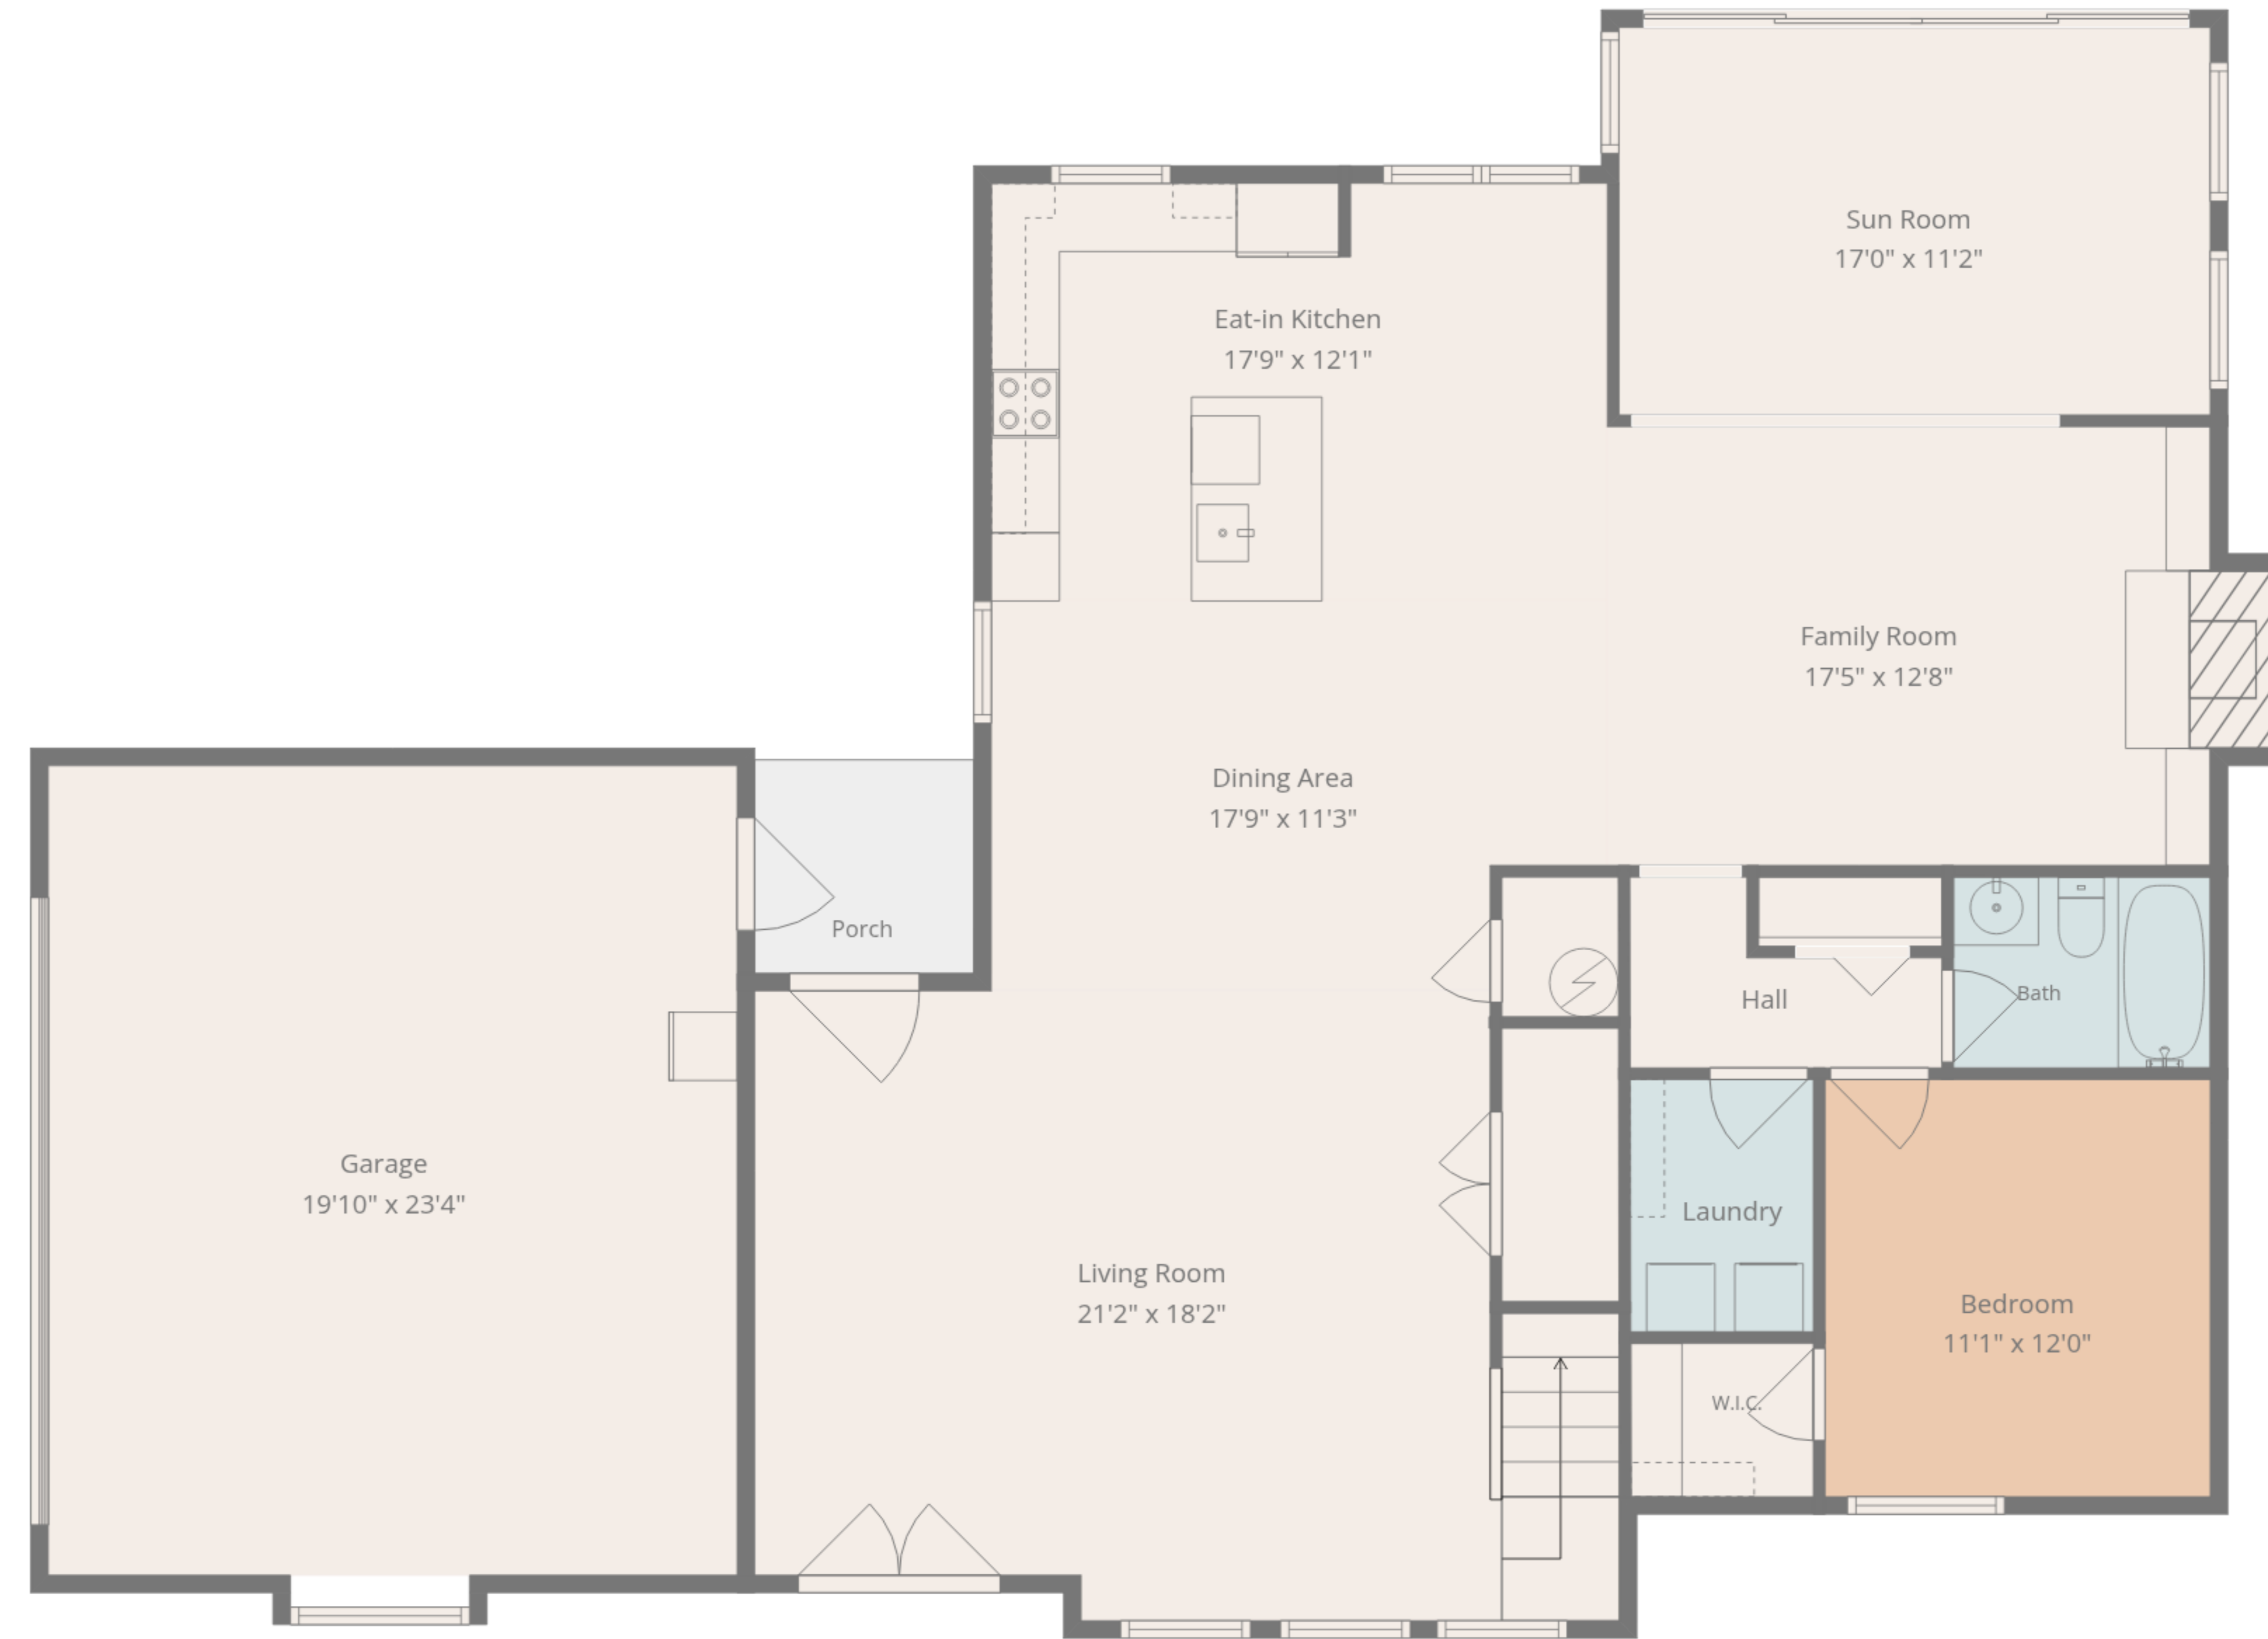 Sun Room
17'0" x 11'2"
Eat-in Kitchen
17'9" x 12'1"
Family Room
17'5" x 12'8"
Dining Area
17'9" x 11'3"
Porch
Hall
Bath
Garage
19'10" x 23'4"
Laundry
Living Room
21'2" x 18'2"
Bedroom
11'1" x 12'0"
W.I.C.